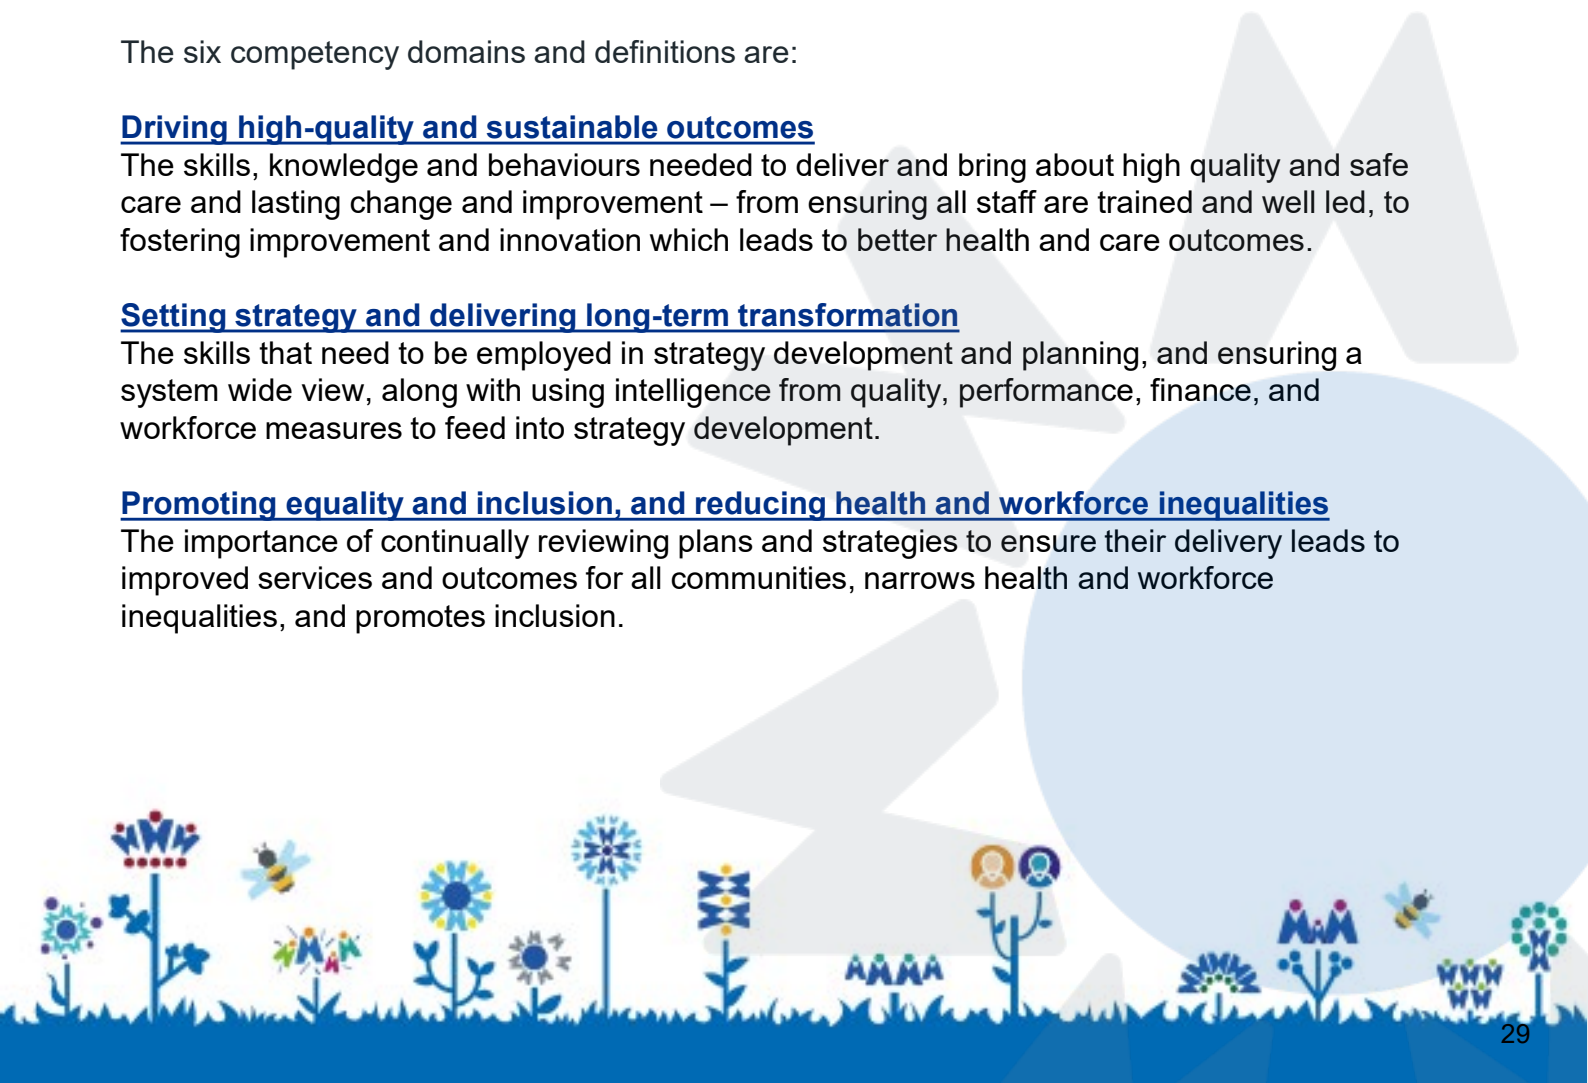 The six competency domains and definitions are:
Driving high-quality and sustainable outcomes
The skills, knowledge and behaviours needed to deliver and bring about high quality and safe
care and lasting change and improvement – from ensuring all staff are trained and well led, to
fostering improvement and innovation which leads to better health and care outcomes.
Setting strategy and delivering long-term transformation
The skills that need to be employed in strategy development and planning, and ensuring a
system wide view, along with using intelligence from quality, performance, finance, and
workforce measures to feed into strategy development.
Promoting equality and inclusion, and reducing health and workforce inequalities
The importance of continually reviewing plans and strategies to ensure their delivery leads to
improved services and outcomes for all communities, narrows health and workforce
inequalities, and promotes inclusion.
29